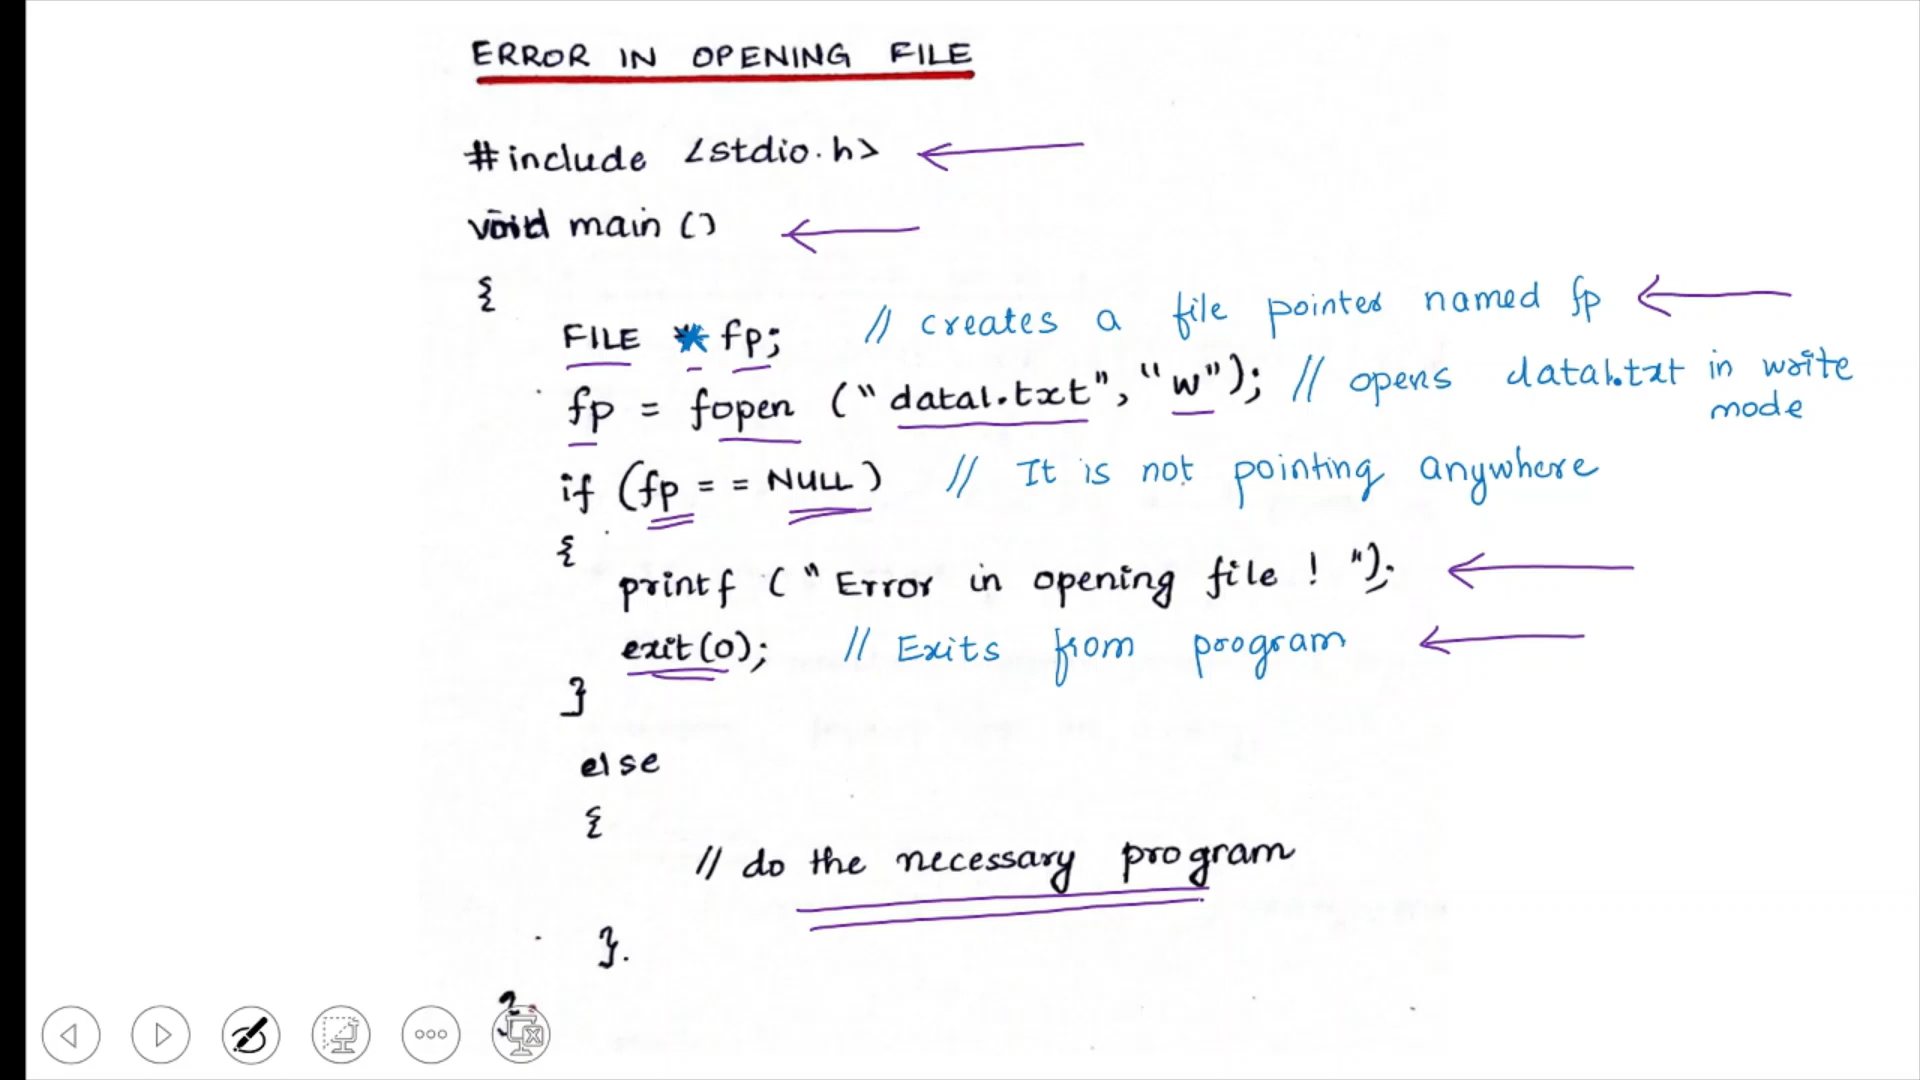 ERROR IN OPENING FILE
#include <stdio.h>
void main ()
{
FILE * fp; // creates a file pointer named fp
fp = fopen ("data1.txt", "w"); // opens data1.txt in write mode
if (fp == NULL) // It is not pointing anywhere
{
printf ("Error in opening file ! ");
exit(0); // Exits from program
}
else
{
// do the necessary program
}.
}